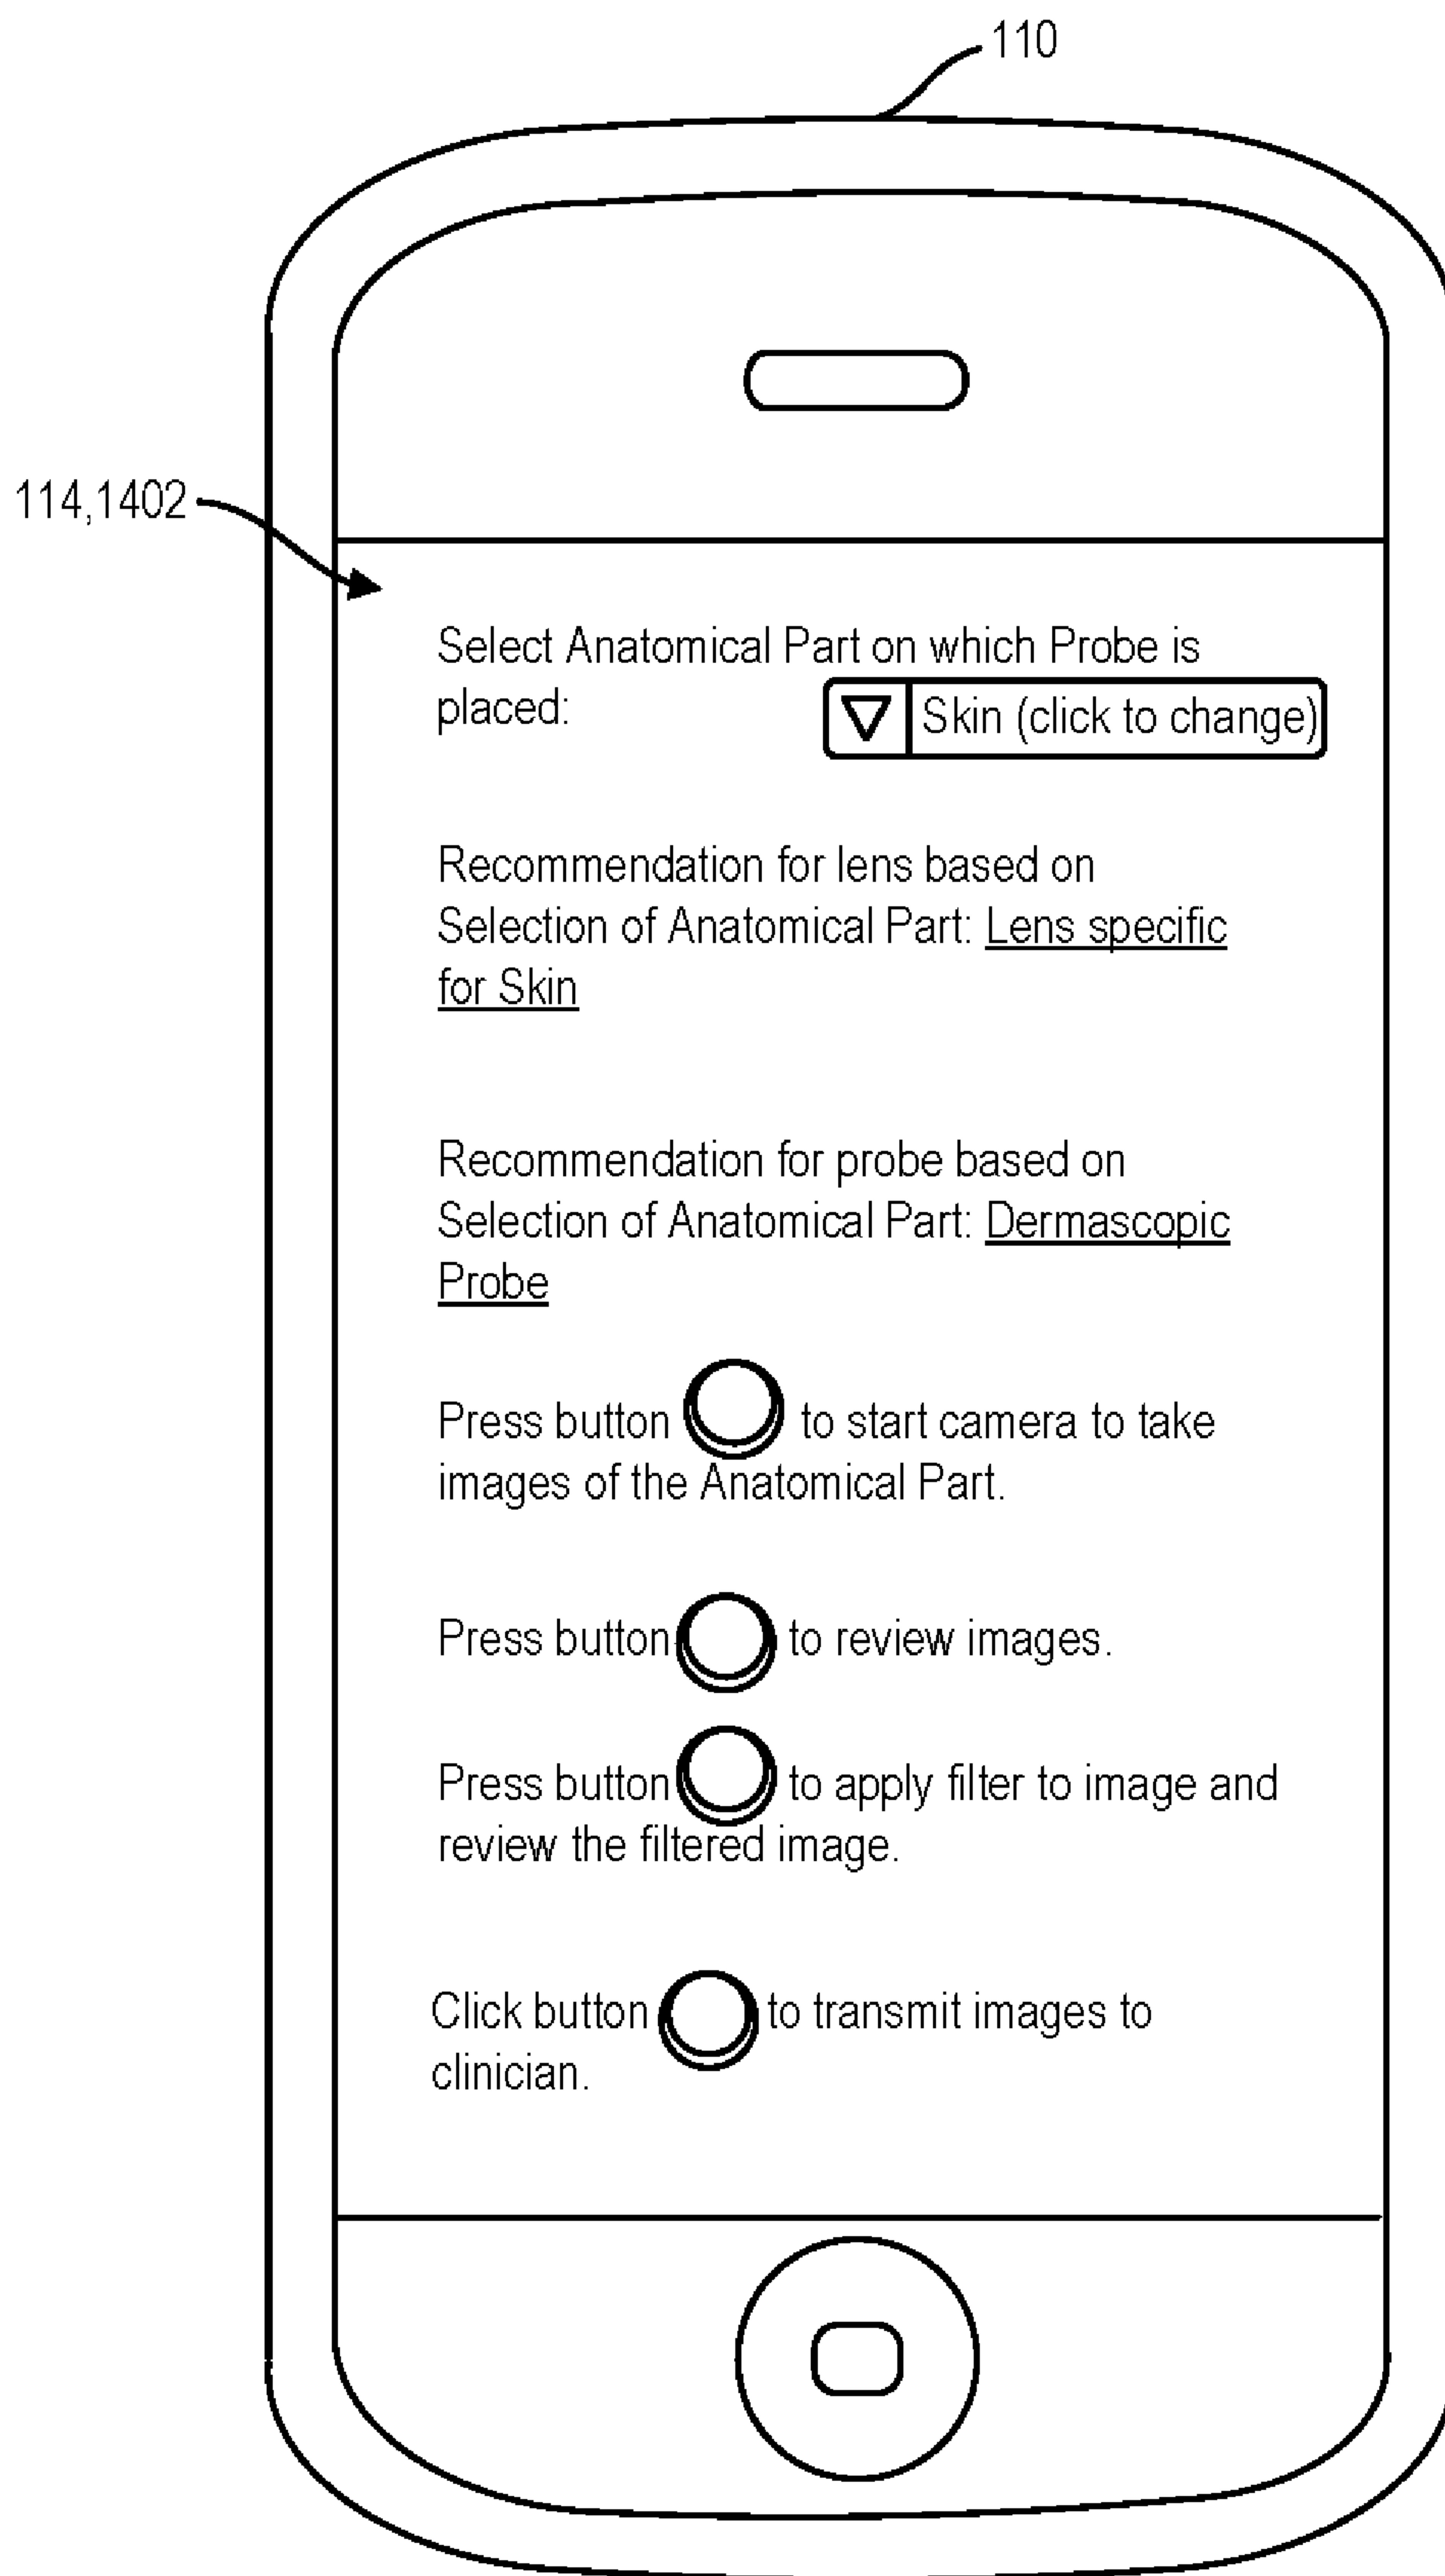 110
114,1402
Select Anatomical Part on which Probe is
placed:
Skin (click to change)
Recommendation for lens based on
Selection of Anatomical Part: Lens specific
for Skin
Recommendation for probe based on
Selection of Anatomical Part: Dermascopic
Probe
Press button to start camera to take
images of the Anatomical Part.
Press button to review images.
Press button to apply filter to image and
review the filtered image.
Click button to transmit images to
clinician.